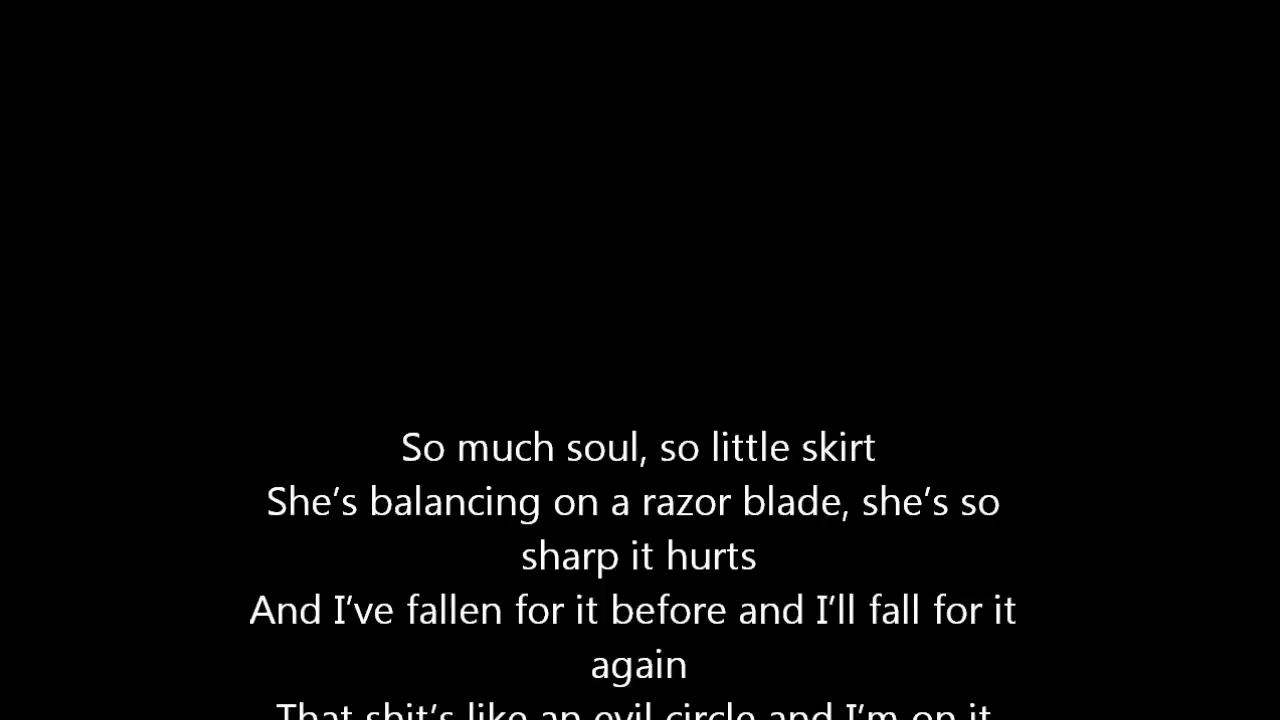 So much soul, so little skirt
She’s balancing on a razor blade, she’s so
sharp it hurts
And I’ve fallen for it before and I’ll fall for it
again
That shit’s like an evil circle and I’m on it